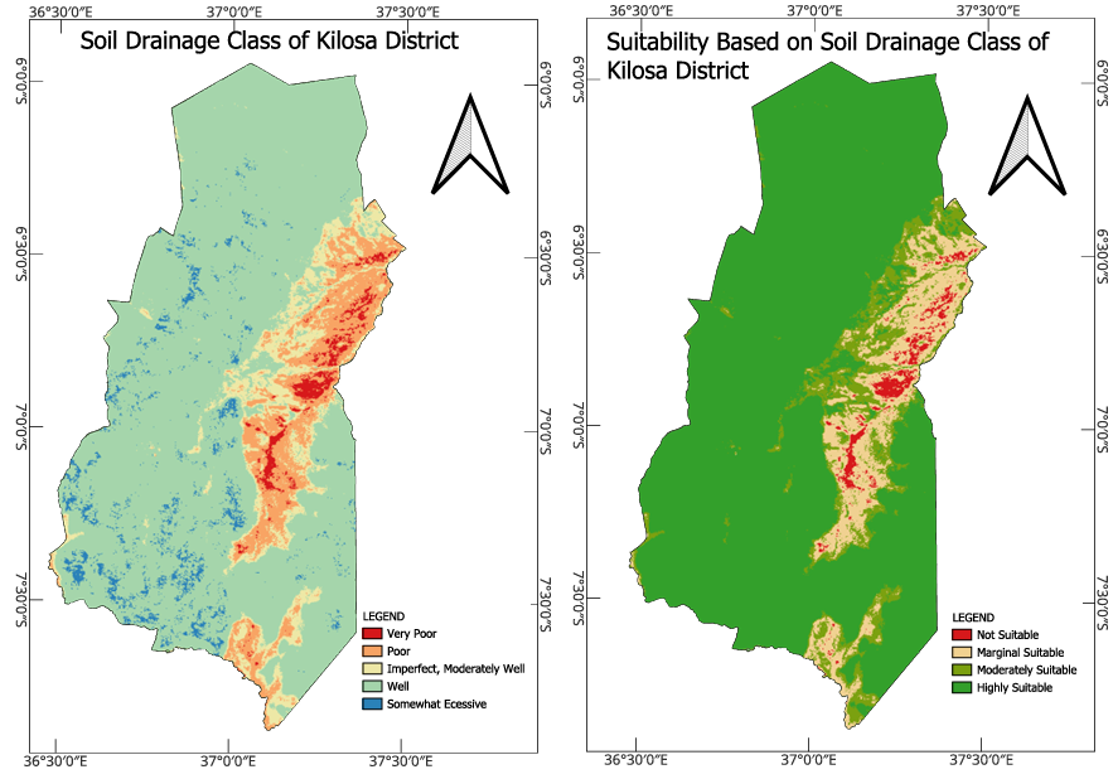 36°30'0"E 37°0'0"E 37°30'0"E
Soil Drainage Class of Kilosa District
6°0'0"S
6°0'0"S
6°30'0"S
6°30'0"S
7°0'0"S
7°0'0"S
7°30'0"S
7°30'0"S
LEGEND
Very Poor
Poor
Imperfect, Moderately Well
Well
Somewhat Ecessive
36°30'0"E 37°0'0"E 37°30'0"E
36°30'0"E 37°0'0"E 37°30'0"E
Suitability Based on Soil Drainage Class of
Kilosa District
6°0'0"S
6°0'0"S
6°30'0"S
6°30'0"S
7°0'0"S
7°0'0"S
7°30'0"S
7°30'0"S
LEGEND
Not Suitable
Marginal Suitable
Moderately Suitable
Highly Suitable
36°30'0"E 37°0'0"E 37°30'0"E